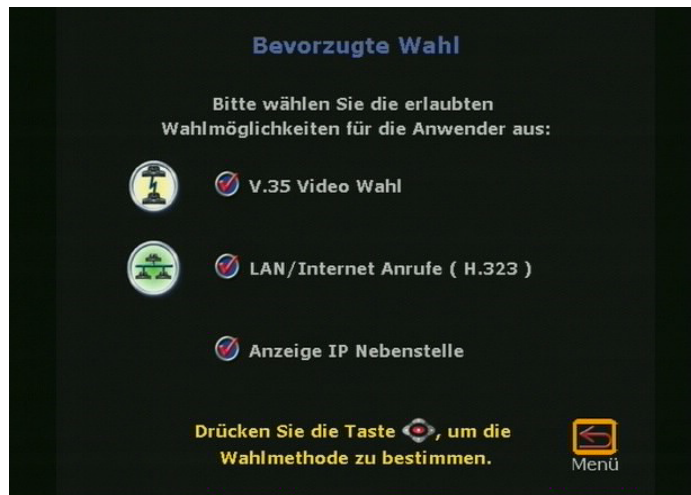 Bevorzugte Wahl
Bitte wählen Sie die erlaubten
Wahlmöglichkeiten für die Anwender aus:
V.35 Video Wahl
LAN/Internet Anrufe ( H.323 )
Anzeige IP Nebenstelle
Drücken Sie die Taste , um die
Wahlmethode zu bestimmen.
Menü